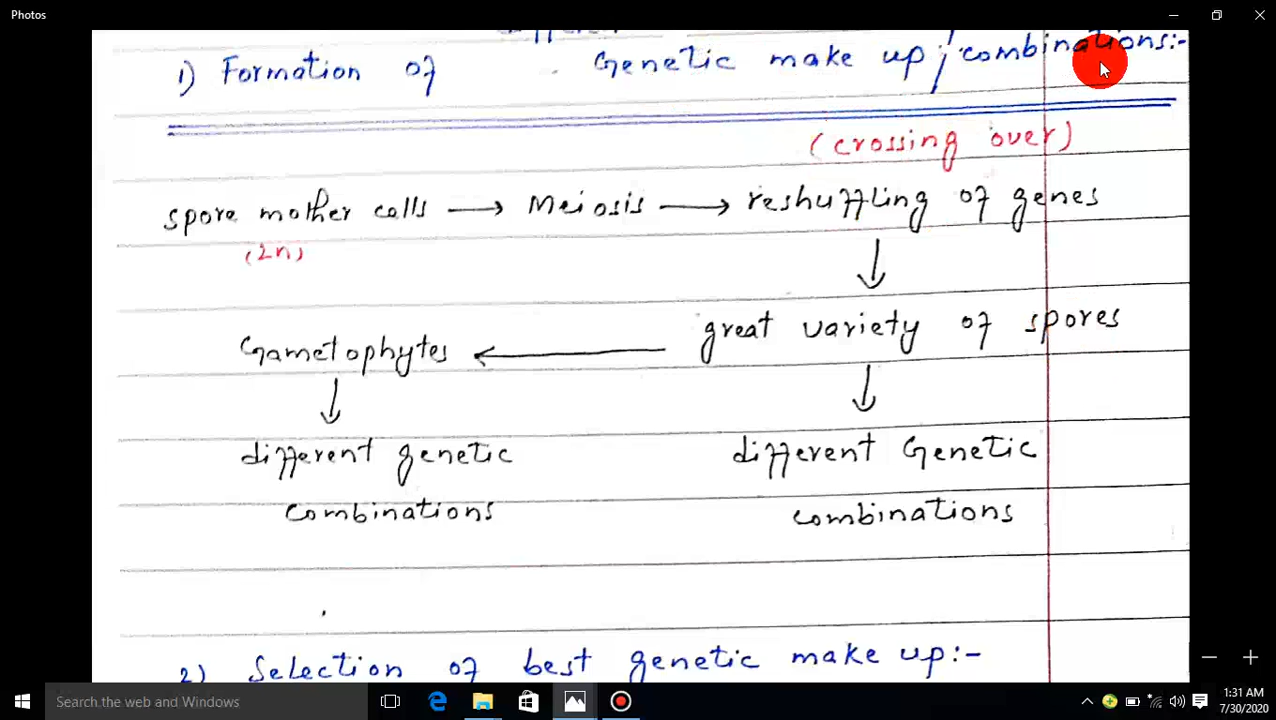 Photos
1) Formation of Genetic make up / combinations:-
(crossing over)
spore mother cells → Meiosis → reshuffling of genes
(2n)
↓
great variety of spores
Gametophytes ←
↓ ↓
different genetic different Genetic
combinations combinations
2) Selection of best genetic make up:-
Search the web and Windows
1:31 AM
7/30/2020